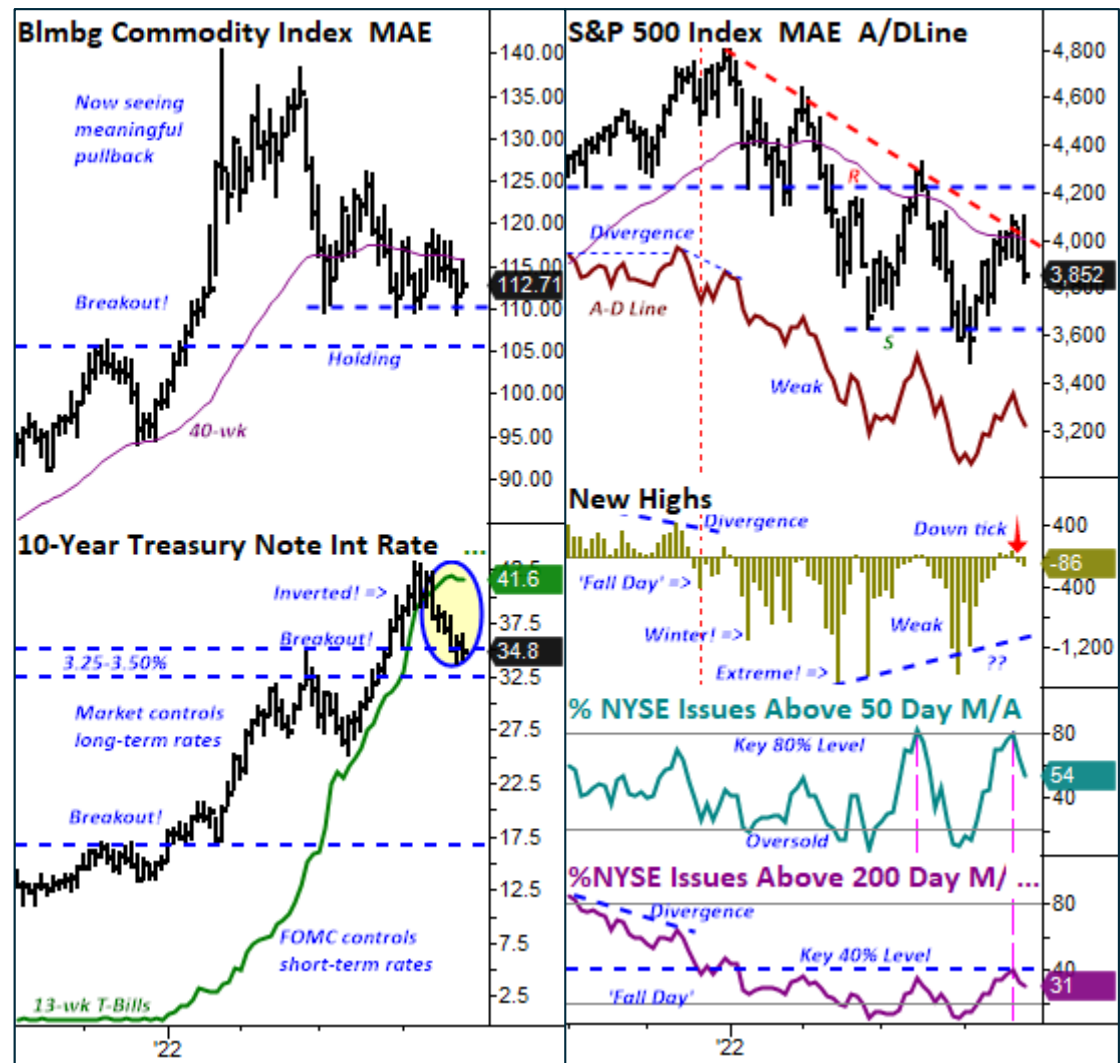 Blmbg Commodity Index MAE
140.00
Now seeing
meaningful
pullback
135.00
130.00
125.00
120.00
115.00
112.71
110.00
Breakout!
105.00
Holding
100.00
40-wk
95.00
90.00
10-Year Treasury Note Int Rate ...
41.6
Inverted! =>
37.5
Breakout!
34.8
3.25-3.50%
32.5
Market controls
long-term rates
27.5
22.5
Breakout!
17.5
12.5
7.5
FOMC controls
short-term rates
2.5
13-wk T-Bills
'22
S&P 500 Index MAE A/DLine
4,800
4,600
4,400
R
4,200
Divergence
4,000
3,852
A-D Line
3,600
S
Weak
3,400
3,200
New Highs
Divergence
Down tick
400
-86
'Fall Day'=>
-400
Weak
Winter! =>
-1,200
Extreme! =>
??
% NYSE Issues Above 50 Day M/A
80
Key 80% Level
54
40
Oversold
%NYSE Issues Above 200 Day M/ ...
80
Divergence
Key 40% Level
40
31
'Fall Day'
'22